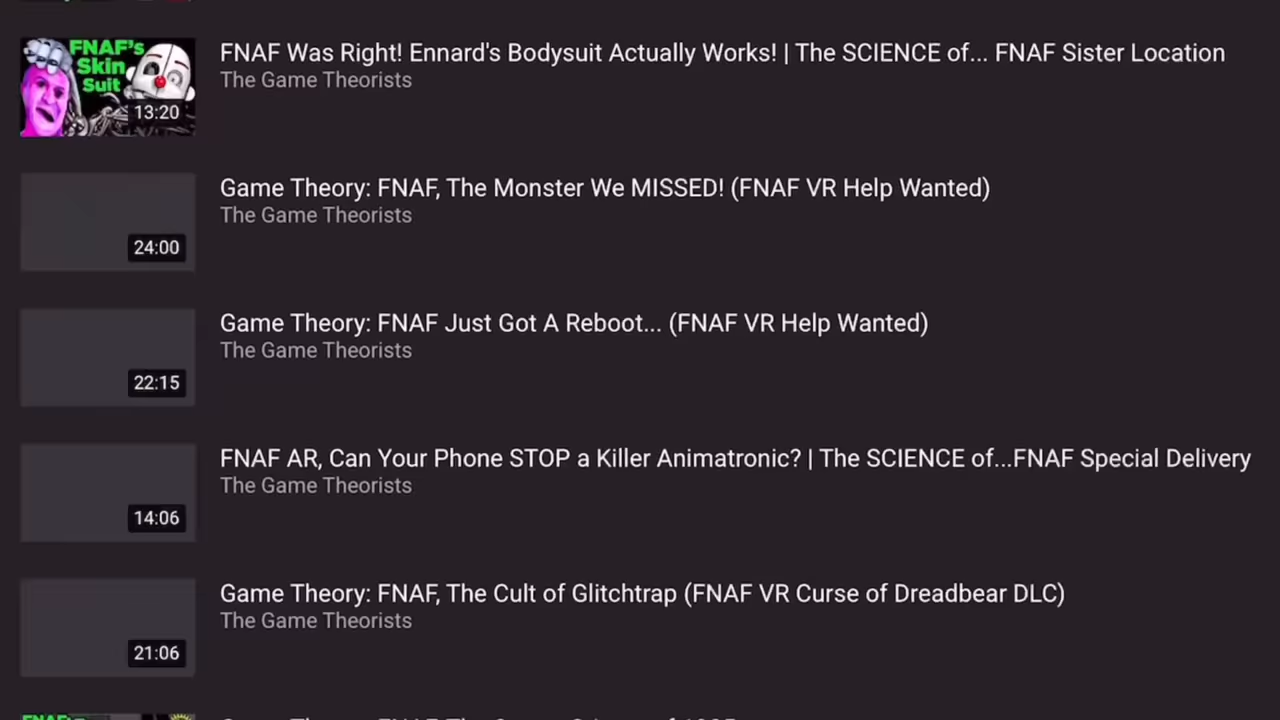 FNAF's
Skin
Suit
13:20
FNAF Was Right! Ennard's Bodysuit Actually Works! | The SCIENCE of... FNAF Sister Location
The Game Theorists
24:00
Game Theory: FNAF, The Monster We MISSED! (FNAF VR Help Wanted)
The Game Theorists
22:15
Game Theory: FNAF Just Got A Reboot... (FNAF VR Help Wanted)
The Game Theorists
14:06
FNAF AR, Can Your Phone STOP a Killer Animatronic? | The SCIENCE of...FNAF Special Delivery
The Game Theorists
21:06
Game Theory: FNAF, The Cult of Glitchtrap (FNAF VR Curse of Dreadbear DLC)
The Game Theorists